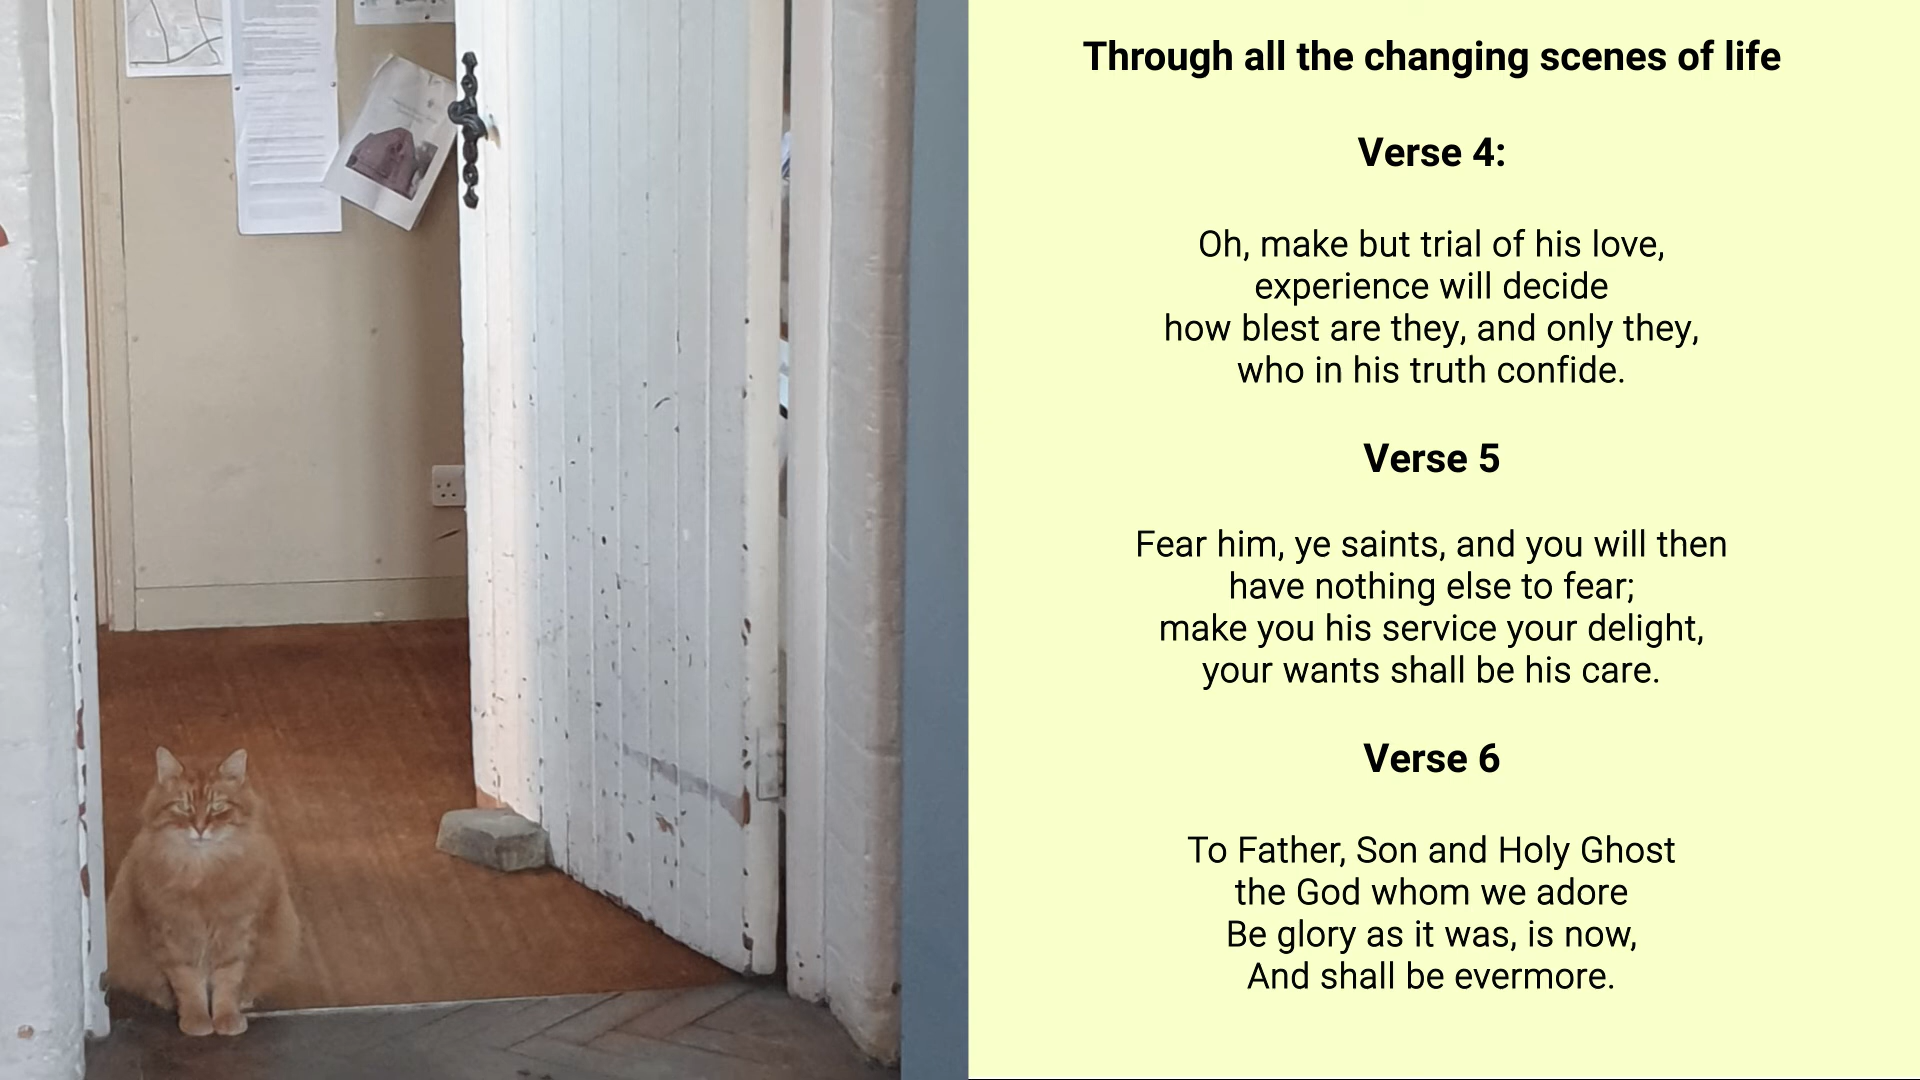 Through all the changing scenes of life
Verse 4:
Oh, make but trial of his love,
experience will decide
how blest are they, and only they,
who in his truth confide.
Verse 5
Fear him, ye saints, and you will then
have nothing else to fear;
make you his service your delight,
your wants shall be his care.
Verse 6
To Father, Son and Holy Ghost
the God whom we adore
Be glory as it was, is now,
And shall be evermore.